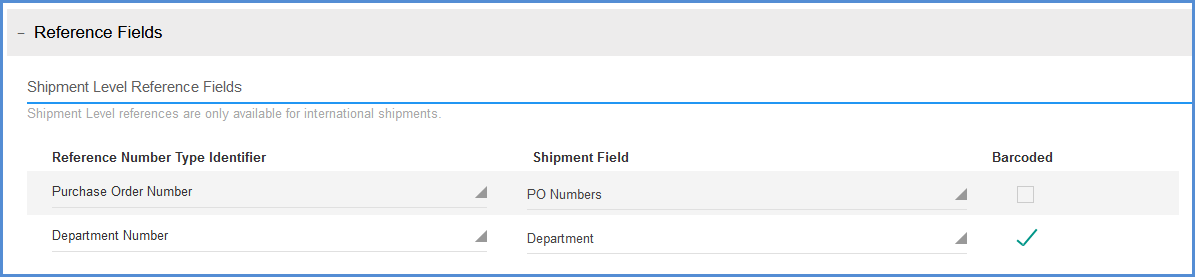 Reference Fields
Shipment Level Reference Fields
Shipment Level references are only available for international shipments.
Reference Number Type Identifier Shipment Field Barcoded
Purchase Order Number PO Numbers
Department Number Department